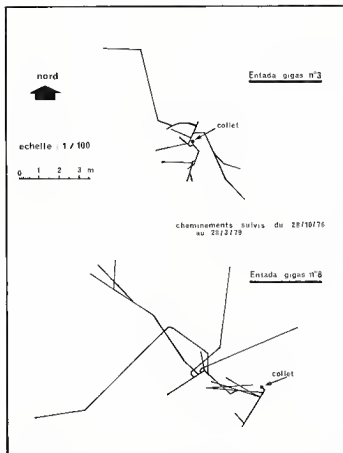 Entada gigas n°3
nord
collet
echelle : 1/100
0 1 2 3 m
cheminements suivis du 28/10/76
au 28/3/79
Entada gigas n°8
collet